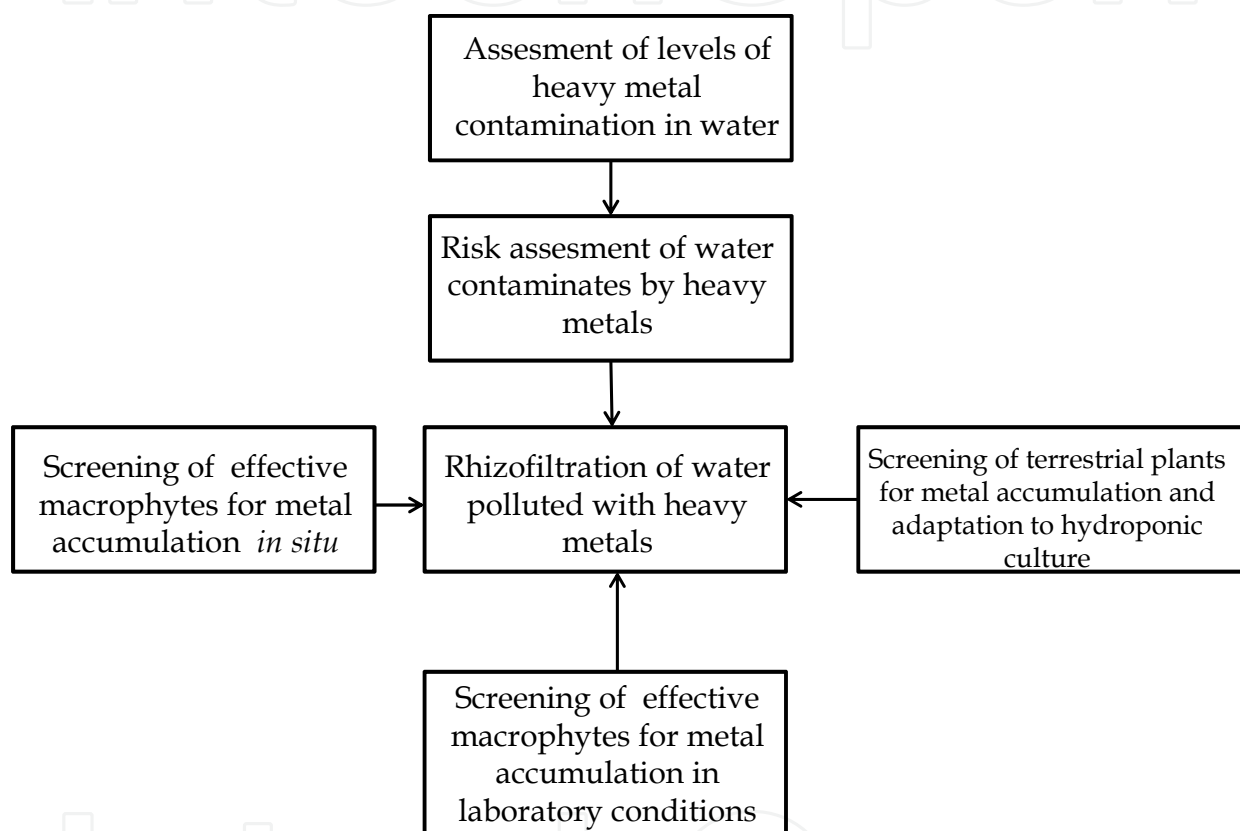 Assesment of levels of
heavy metal
contamination in water
Risk assesment of water
contaminates by heavy
metals
Screening of effective
macrophytes for metal
accumulation in situ
Rhizofiltration of water
polluted with heavy
metals
Screening of terrestrial plants
for metal accumulation and
adaptation to hydroponic
culture
Screening of effective
macrophytes for metal
accumulation in
laboratory conditions